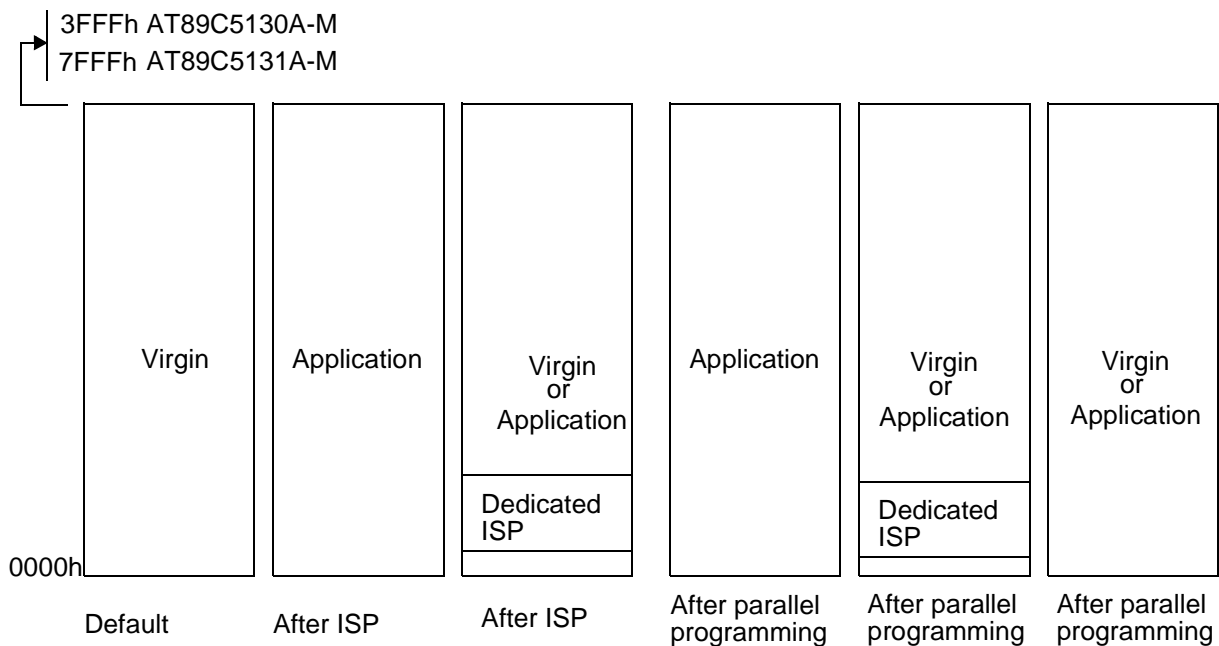 3FFFh AT89C5130A-M
7FFFh AT89C5131A-M
Virgin
Application
Virgin
or
Application
Dedicated
ISP
Application
Virgin
or
Application
Dedicated
ISP
Virgin
or
Application
0000h
Default
After ISP
After ISP
After parallel
programming
After parallel
programming
After parallel
programming